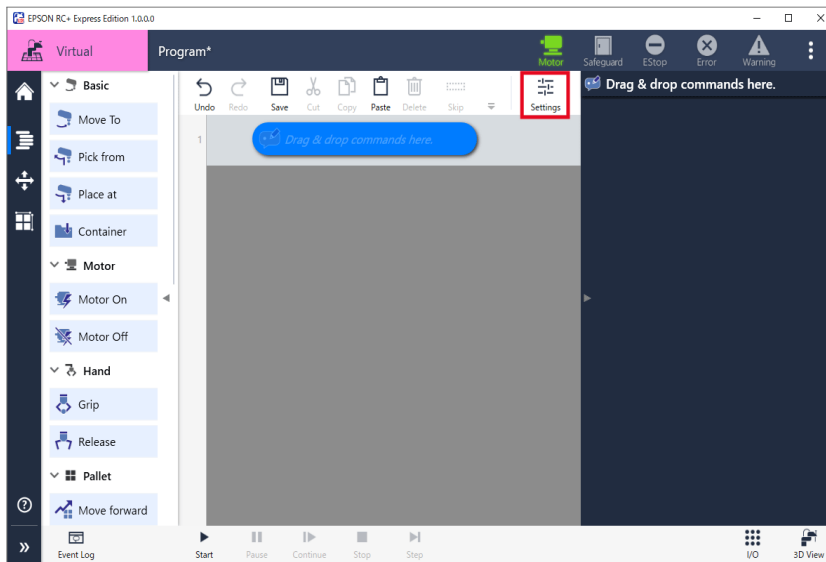 EPSON RC+ Express Edition 1.0.0.0
Virtual
Program*
Motor
Safeguard
EStop
Error
Warning
Basic
Move To
Pick from
Place at
Container
Motor
Motor On
Motor Off
Hand
Grip
Release
Pallet
Move forward
Undo
Redo
Save
Cut
Copy
Paste
Delete
Skip
Settings
1
Drag & drop commands here.
Drag & drop commands here.
Event Log
Start
Pause
Continue
Stop
Step
I/O
3D View